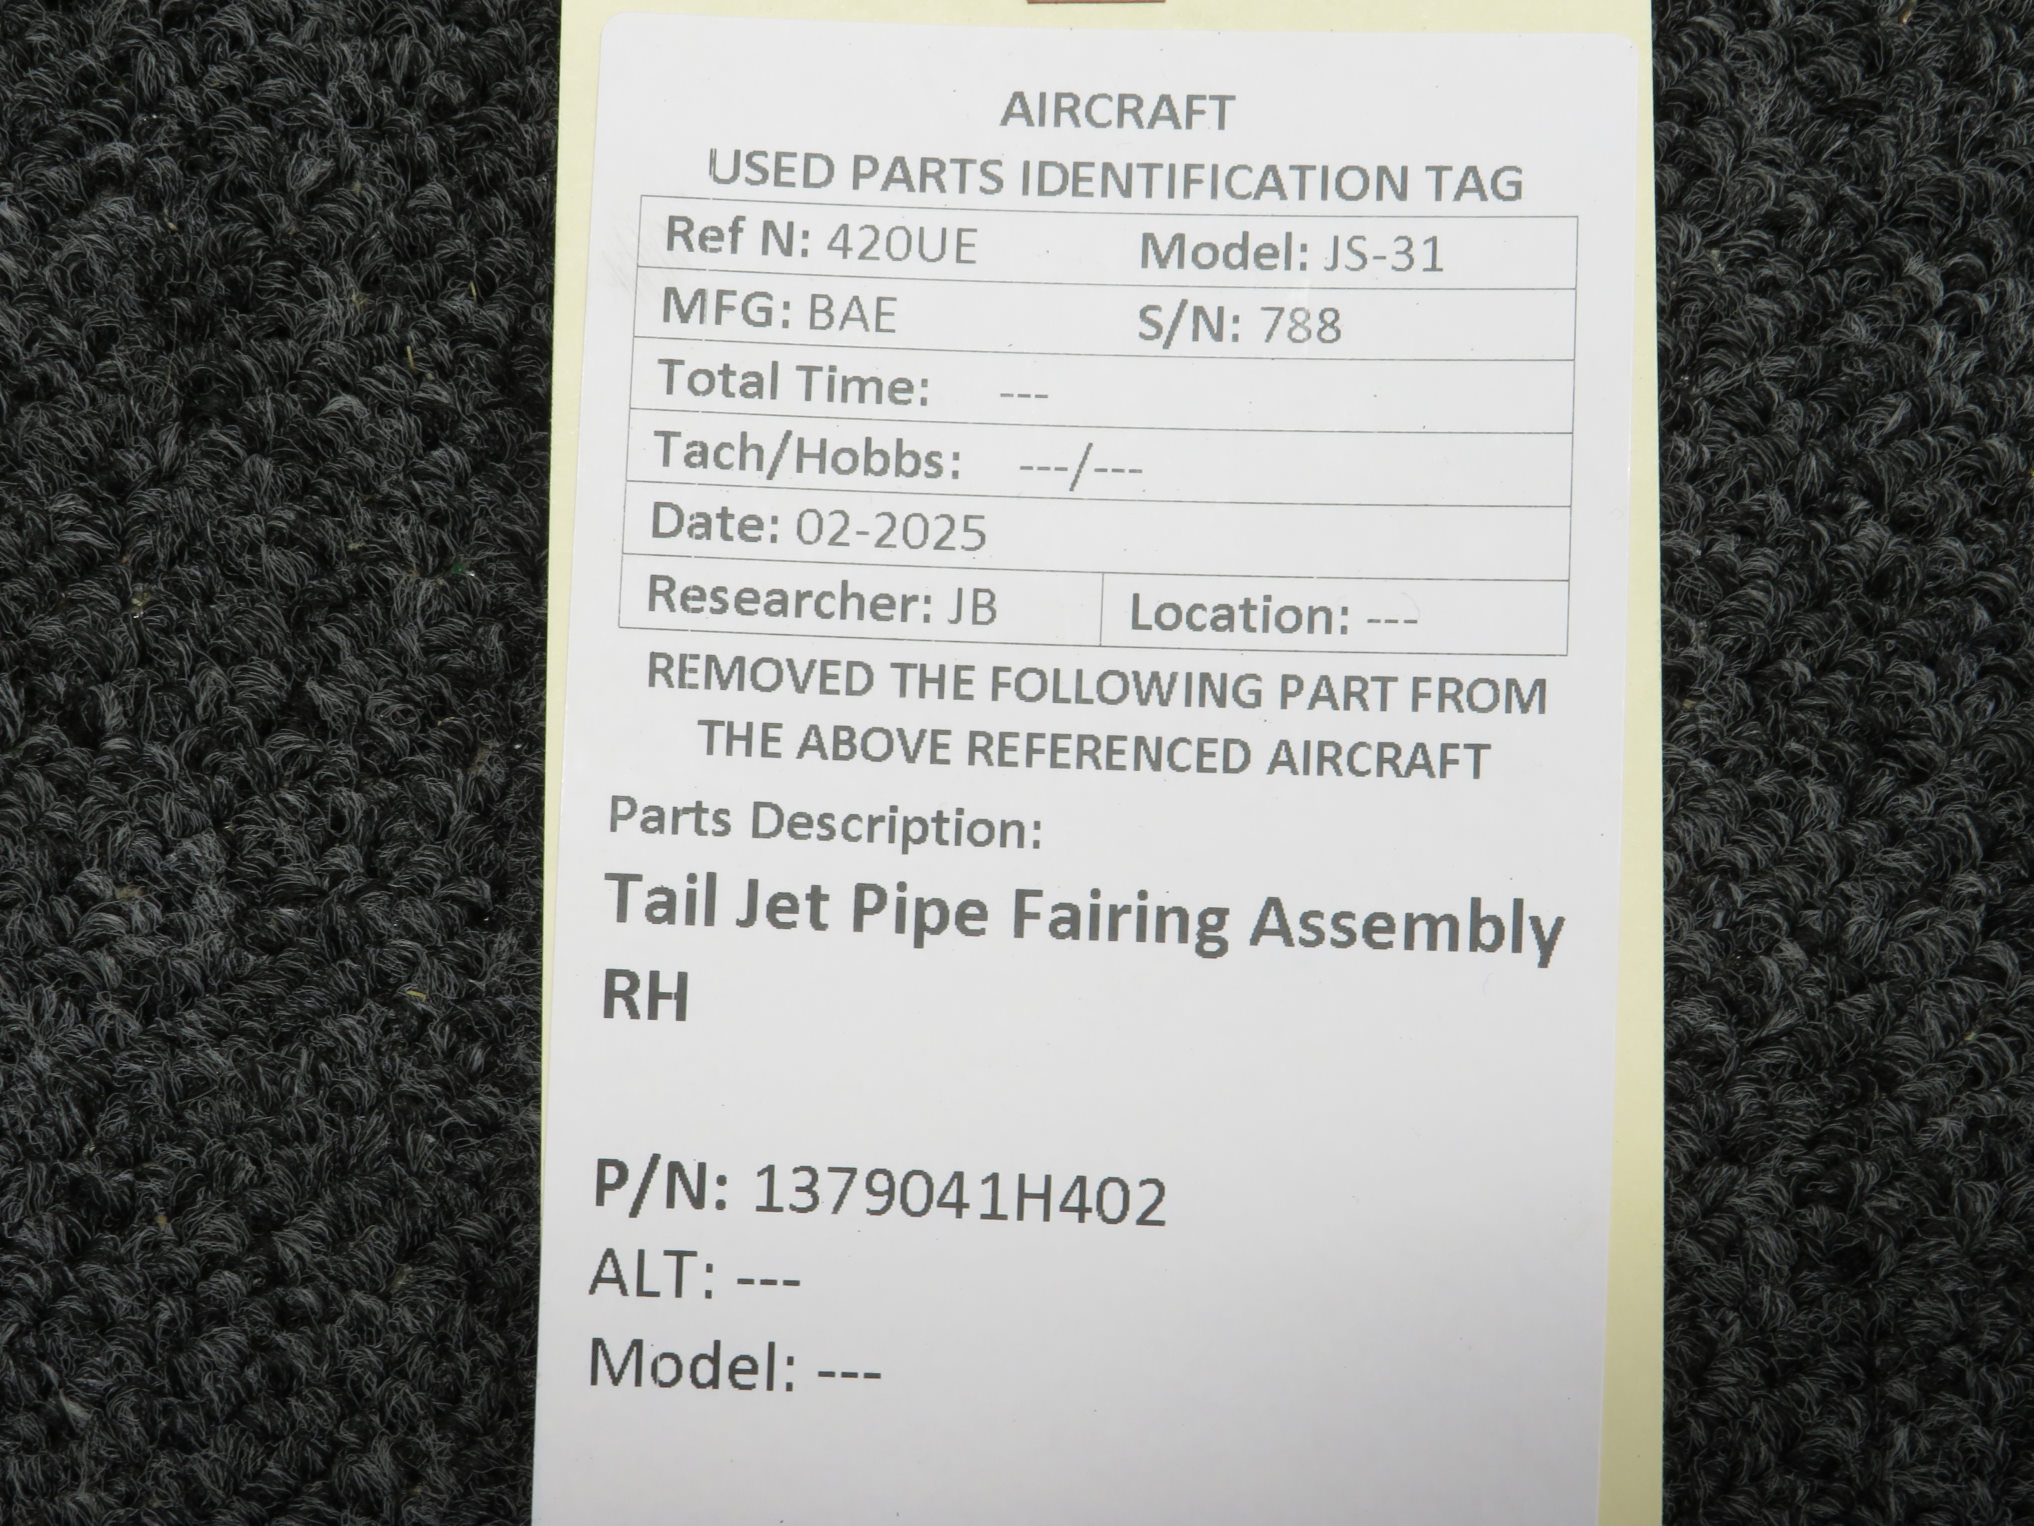 AIRCRAFT
USED PARTS IDENTIFICATION TAG
Ref N: 420UE Model: JS-31
MFG: BAE S/N: 788
Total Time: ---
Tach/Hobbs: ---/---
Date: 02-2025
Researcher: JB Location: ---
REMOVED THE FOLLOWING PART FROM
THE ABOVE REFERENCED AIRCRAFT
Parts Description:
Tail Jet Pipe Fairing Assembly
RH
P/N: 1379041H402
ALT: ---
Model: ---